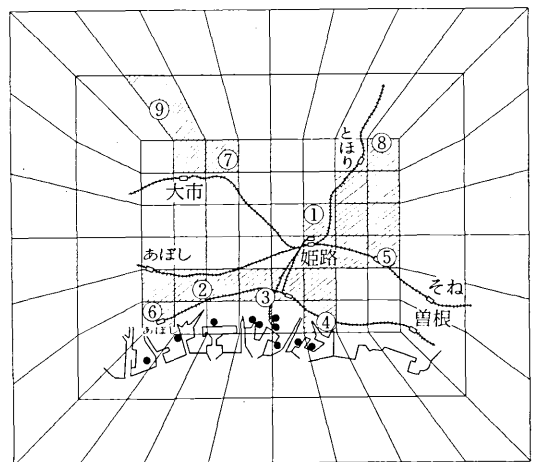 ⑨
⑦
⑧
とほり
大市
①
姫路
あぼし
⑤
そね
②
③
曽根
⑥
④
あぼし